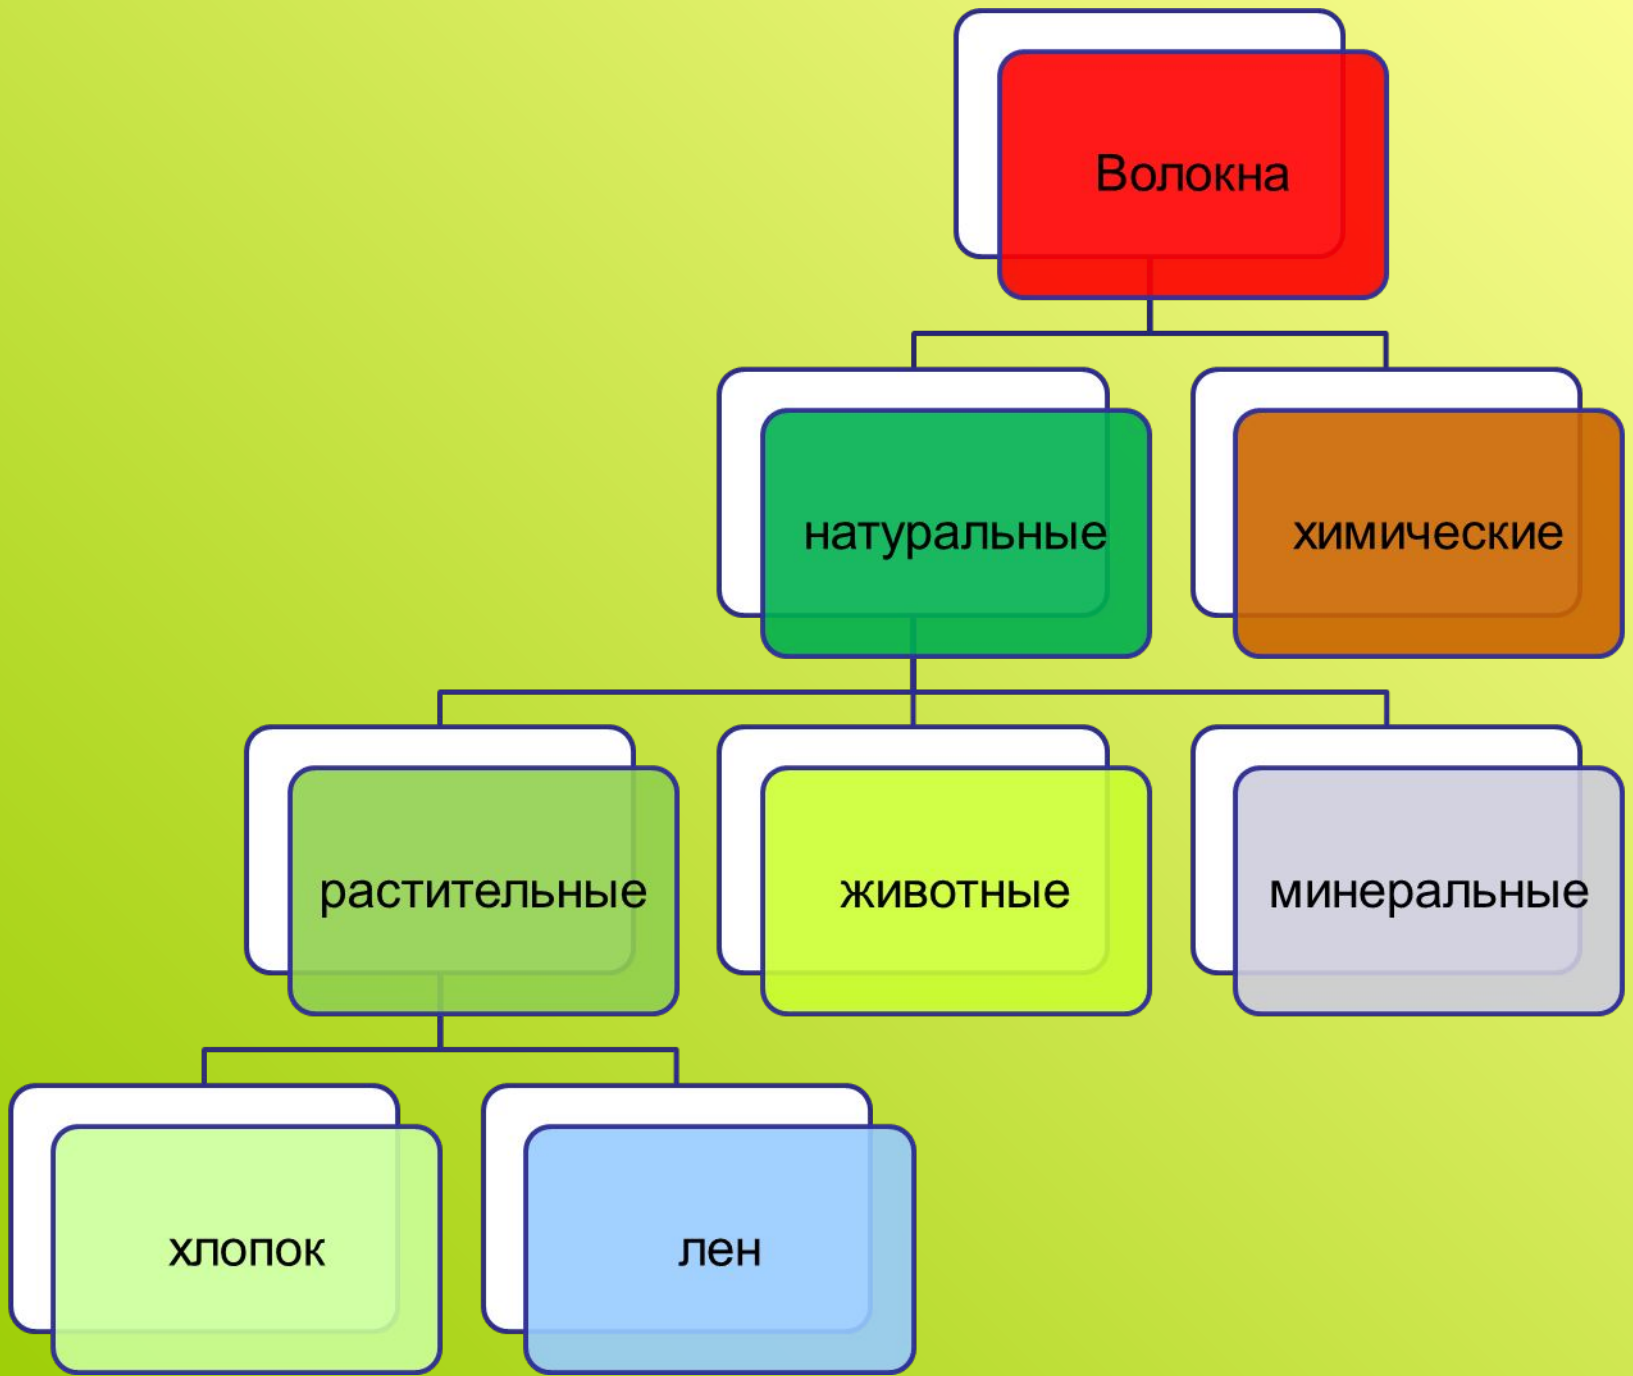 Волокна
натуральные
химические
растительные
животные
минеральные
хлопок
лен